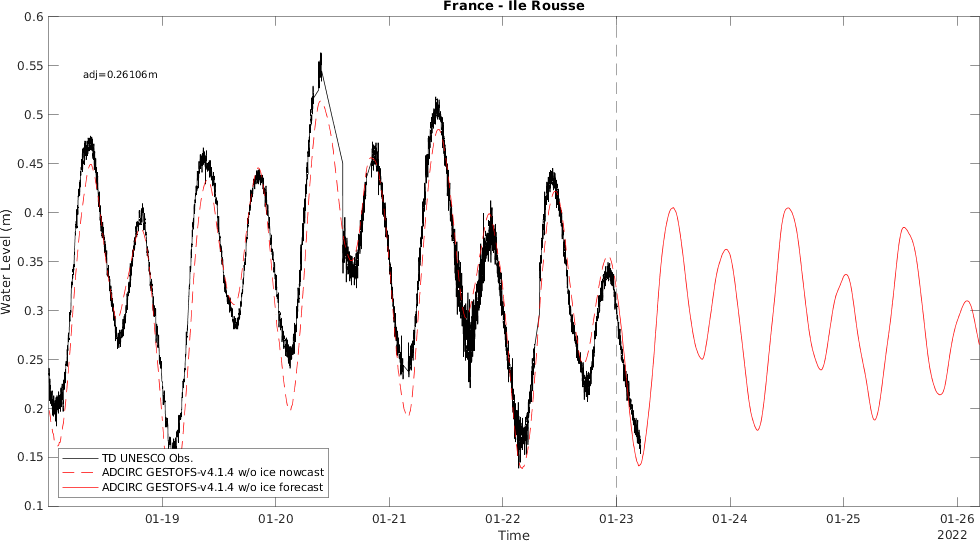 France - Ile Rousse
adj=0.26106m
Water Level (m)
0.6
0.55
0.5
0.45
0.4
0.35
0.3
0.25
0.2
0.15
0.1
TD UNESCO Obs.
ADCIRC GESTOFS-v4.1.4 w/o ice nowcast
ADCIRC GESTOFS-v4.1.4 w/o ice forecast
01-19 01-20 01-21 01-22 01-23 01-24 01-25 01-26
Time
2022